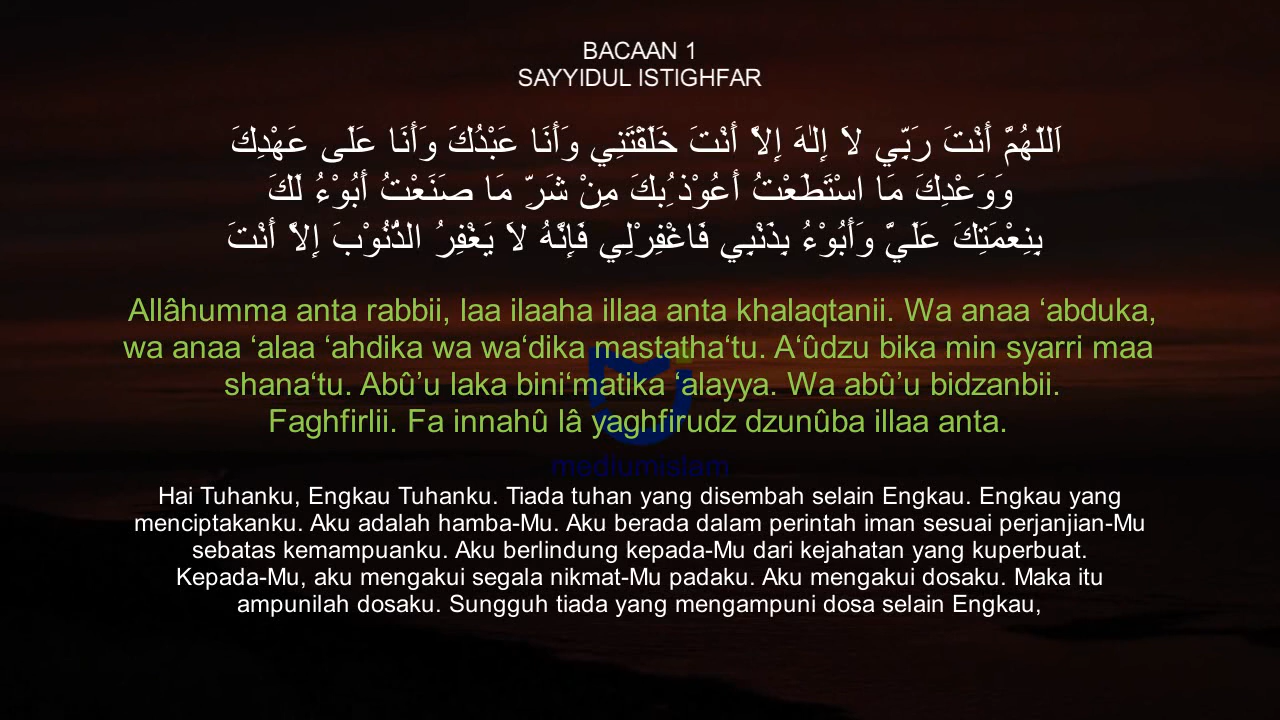 BACAAN 1
SAYYIDUL ISTIGHFAR
اَللّٰهُمَّ أَنْتَ رَبِّي لاَ إِلٰهَ إِلاَّ أَنْتَ خَلَقْتَنِي وَأَنَا عَبْدُكَ وَأَنَا عَلَى عَهْدِكَ
وَوَعْدِكَ مَا اسْتَطَعْتُ أَعُوْذُ بِكَ مِنْ شَرِّ مَا صَنَعْتُ أَبُوْءُ لَكَ
بِنِعْمَتِكَ عَلَيَّ وَأَبُوْءُ بِذَنْبِي فَاغْفِرْلِي فَإِنَّهُ لاَ يَغْفِرُ الذُّنُوْبَ إِلاَّ أَنْتَ
Allâhumma anta rabbii, laa ilaaha illaa anta khalaqtanii. Wa anaa ‘abduka,
wa anaa ‘alaa ‘ahdika wa wa‘dika mastatha‘tu. A‘ûdzu bika min syarri maa
shana‘tu. Abû’u laka bini‘matika ‘alayya. Wa abû’u bidzanbii.
Faghfirlii. Fa innahû lâ yaghfirudz dzunûba illaa anta.
mediumislam
Hai Tuhanku, Engkau Tuhanku. Tiada tuhan yang disembah selain Engkau. Engkau yang
menciptakanku. Aku adalah hamba-Mu. Aku berada dalam perintah iman sesuai perjanjian-Mu
sebatas kemampuanku. Aku berlindung kepada-Mu dari kejahatan yang kuperbuat.
Kepada-Mu, aku mengakui segala nikmat-Mu padaku. Aku mengakui dosaku. Maka itu
ampunilah dosaku. Sungguh tiada yang mengampuni dosa selain Engkau,